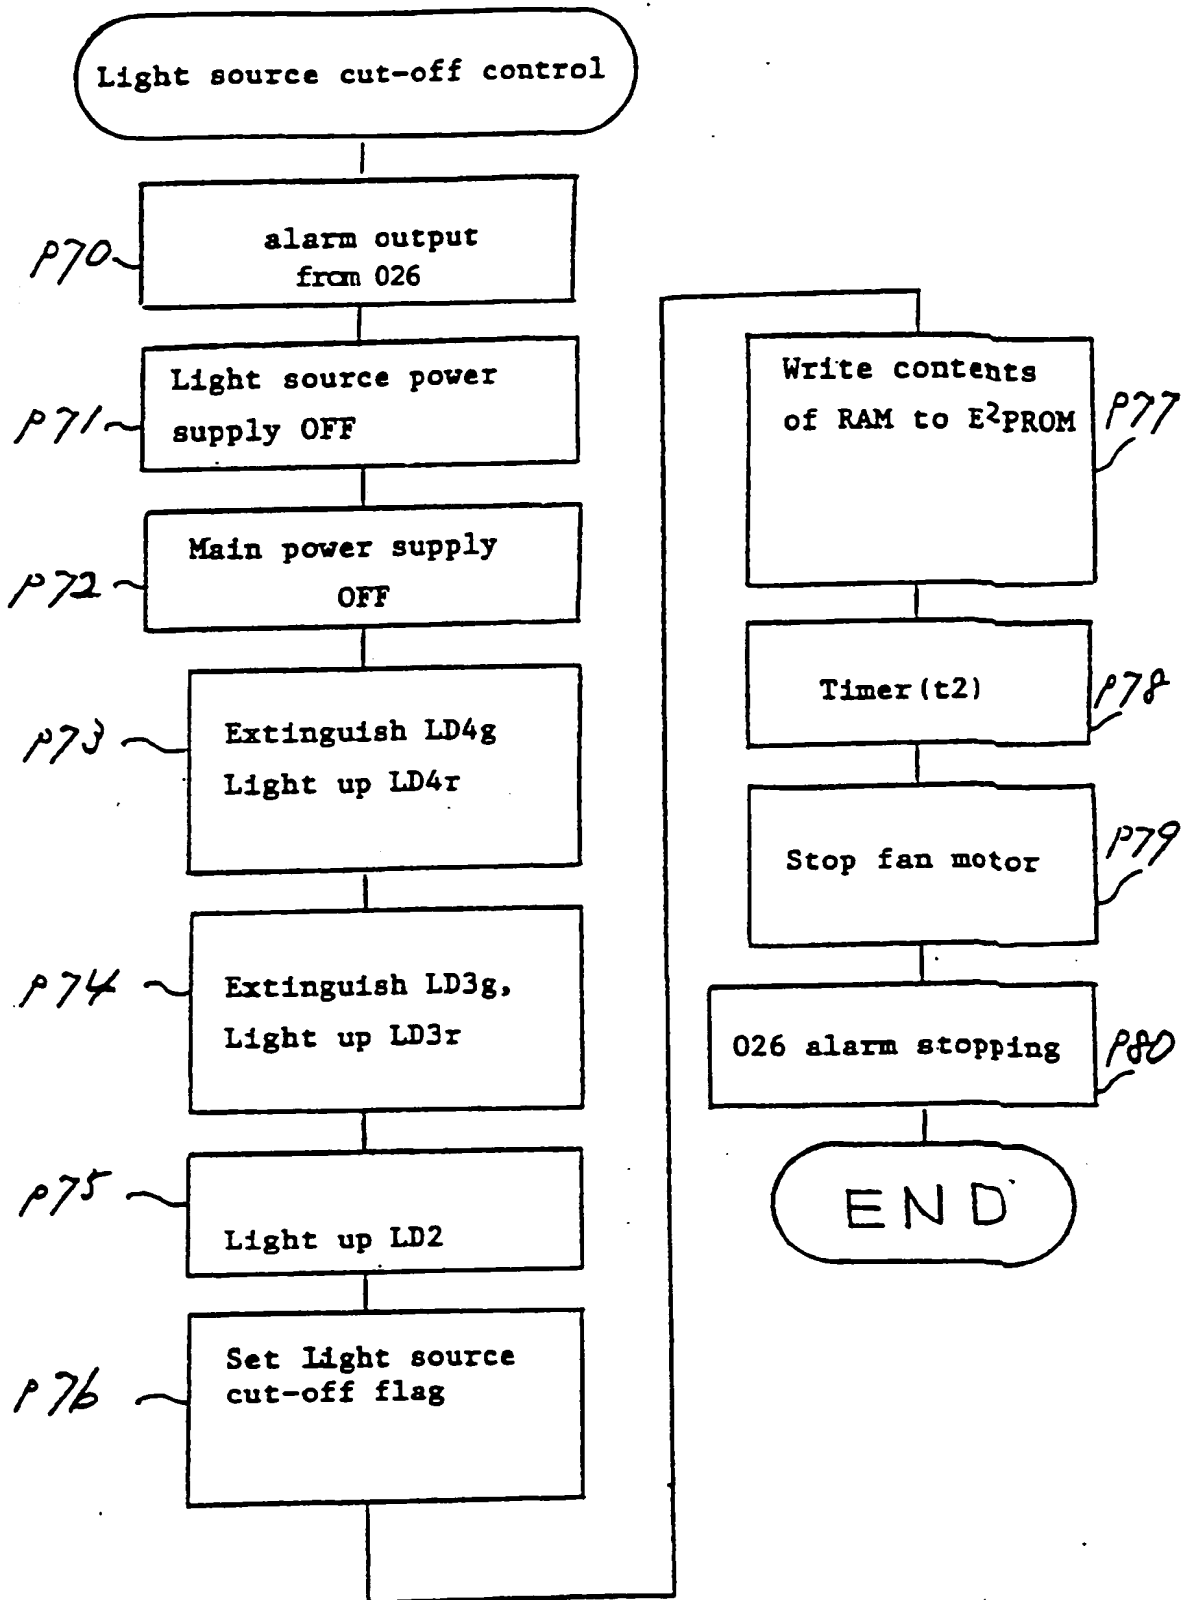 Light source cut-off control
P70
alarm output
from 026
P71
Light source power
supply OFF
P72
Main power supply
OFF
P73
Extinguish LD4g
Light up LD4r
P74
Extinguish LD3g,
Light up LD3r
P75
Light up LD2
P76
Set Light source
cut-off flag
Write contents
of RAM to E²PROM
P77
Timer(t2)
P78
Stop fan motor
P79
026 alarm stopping
P80
END